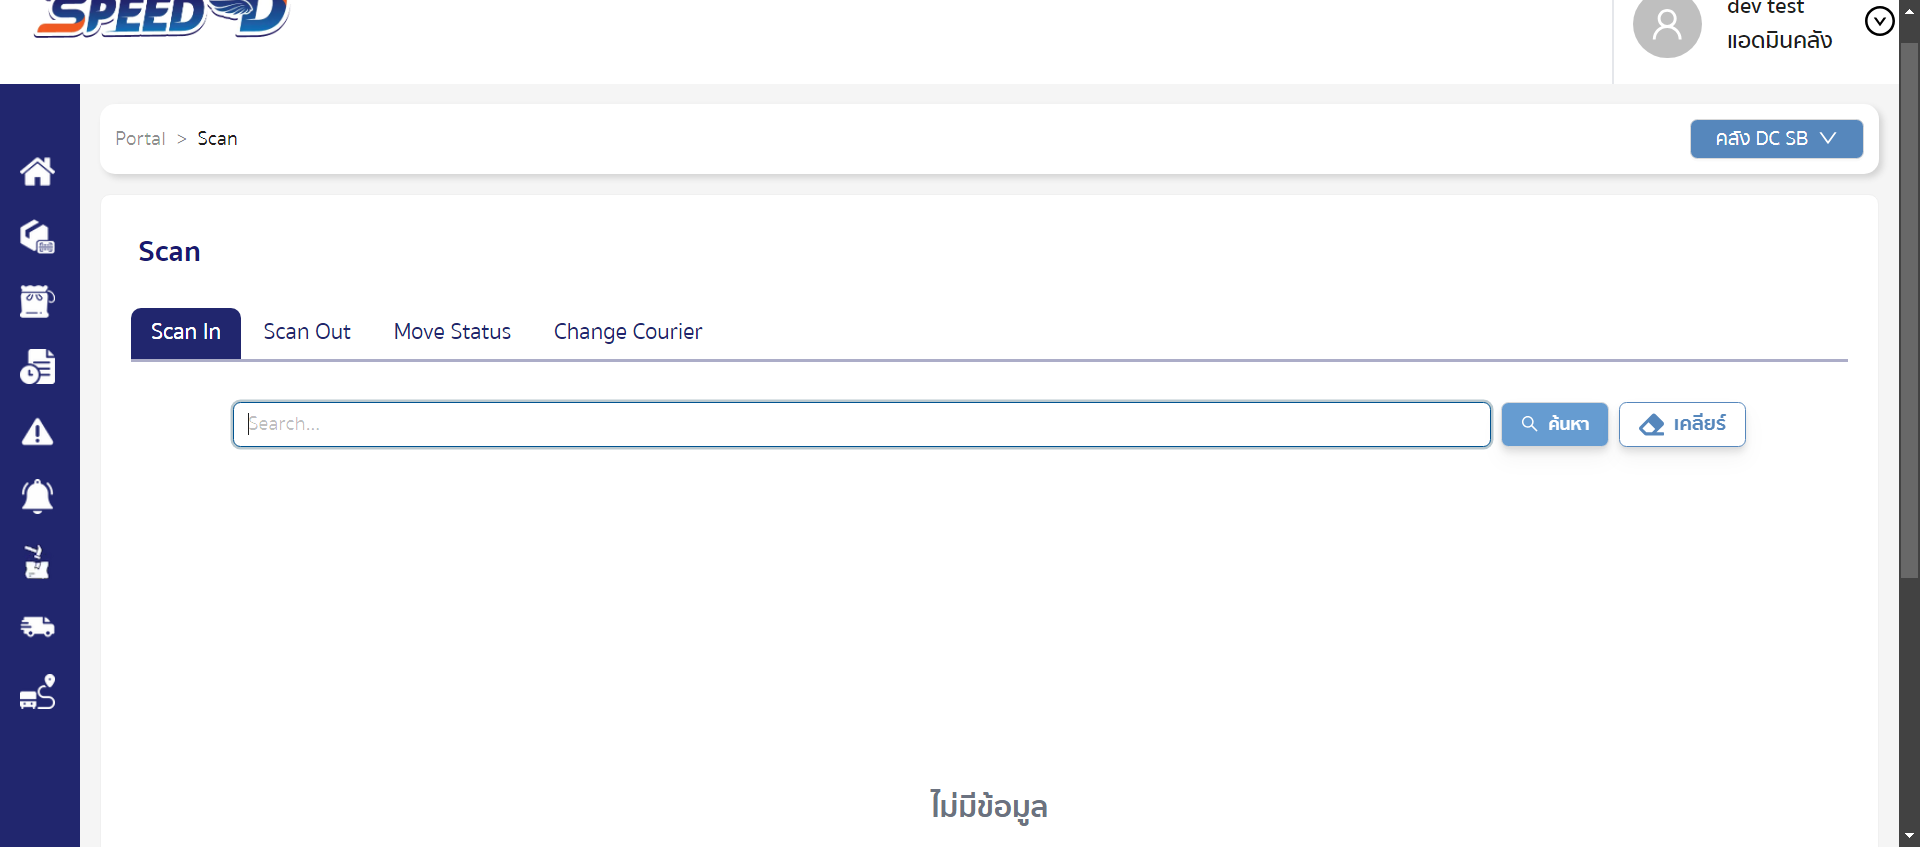 SPEED D
dev test
แอดมินคลัง
Portal > Scan
คลัง DC SB
Scan
Scan In
Scan Out
Move Status
Change Courier
Search...
ค้นหา
เคลียร์
ไม่มีข้อมูล